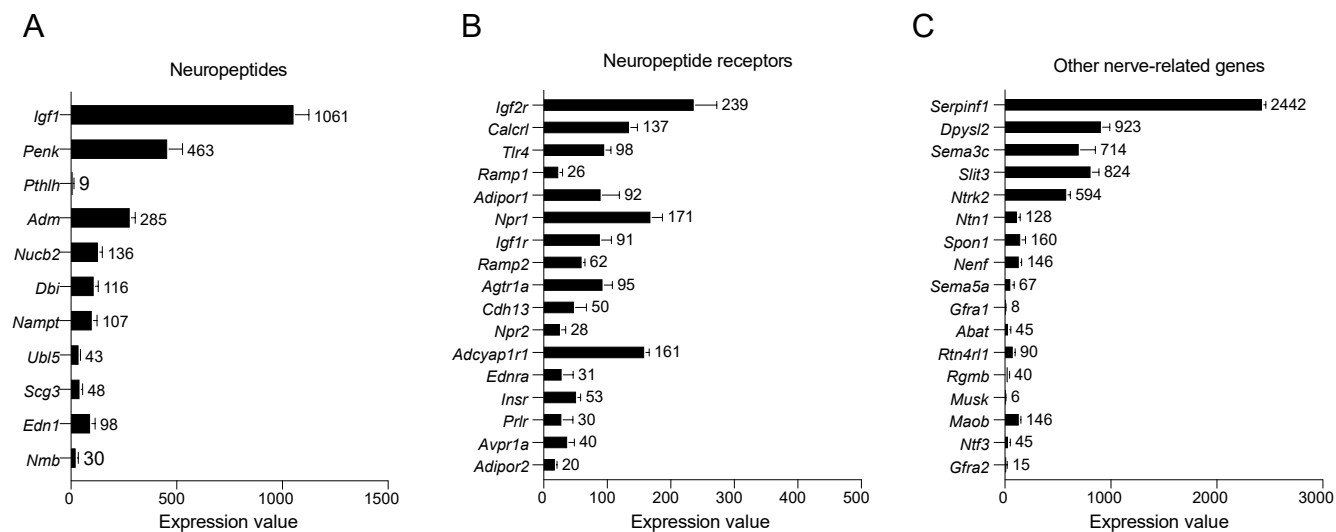 A
Neuropeptides
Igf1 1061
Penk 463
Pthlh 9
Adm 285
Nucb2 136
Dbi 116
Nampt 107
Ubl5 43
Scg3 48
Edn1 98
Nmb 30
0 500 1000 1500
Expression value
B
Neuropeptide receptors
Igf2r 239
Calcrl 137
Tlr4 98
Ramp1 26
Adipor1 92
Npr1 171
Igf1r 91
Ramp2 62
Agtr1a 95
Cdh13 50
Npr2 28
Adcyap1r1 161
Ednra 31
Insr 53
Prlr 30
Avpr1a 40
Adipor2 20
0 100 200 300 400 500
Expression value
C
Other nerve-related genes
Serpinf1 2442
Dpysl2 923
Sema3c 714
Slit3 824
Ntrk2 594
Ntn1 128
Spon1 160
Nenf 146
Sema5a 67
Gfra1 8
Abat 45
Rtn4rl1 90
Rgmb 40
Musk 6
Maob 146
Ntf3 45
Gfra2 15
0 1000 2000 3000
Expression value